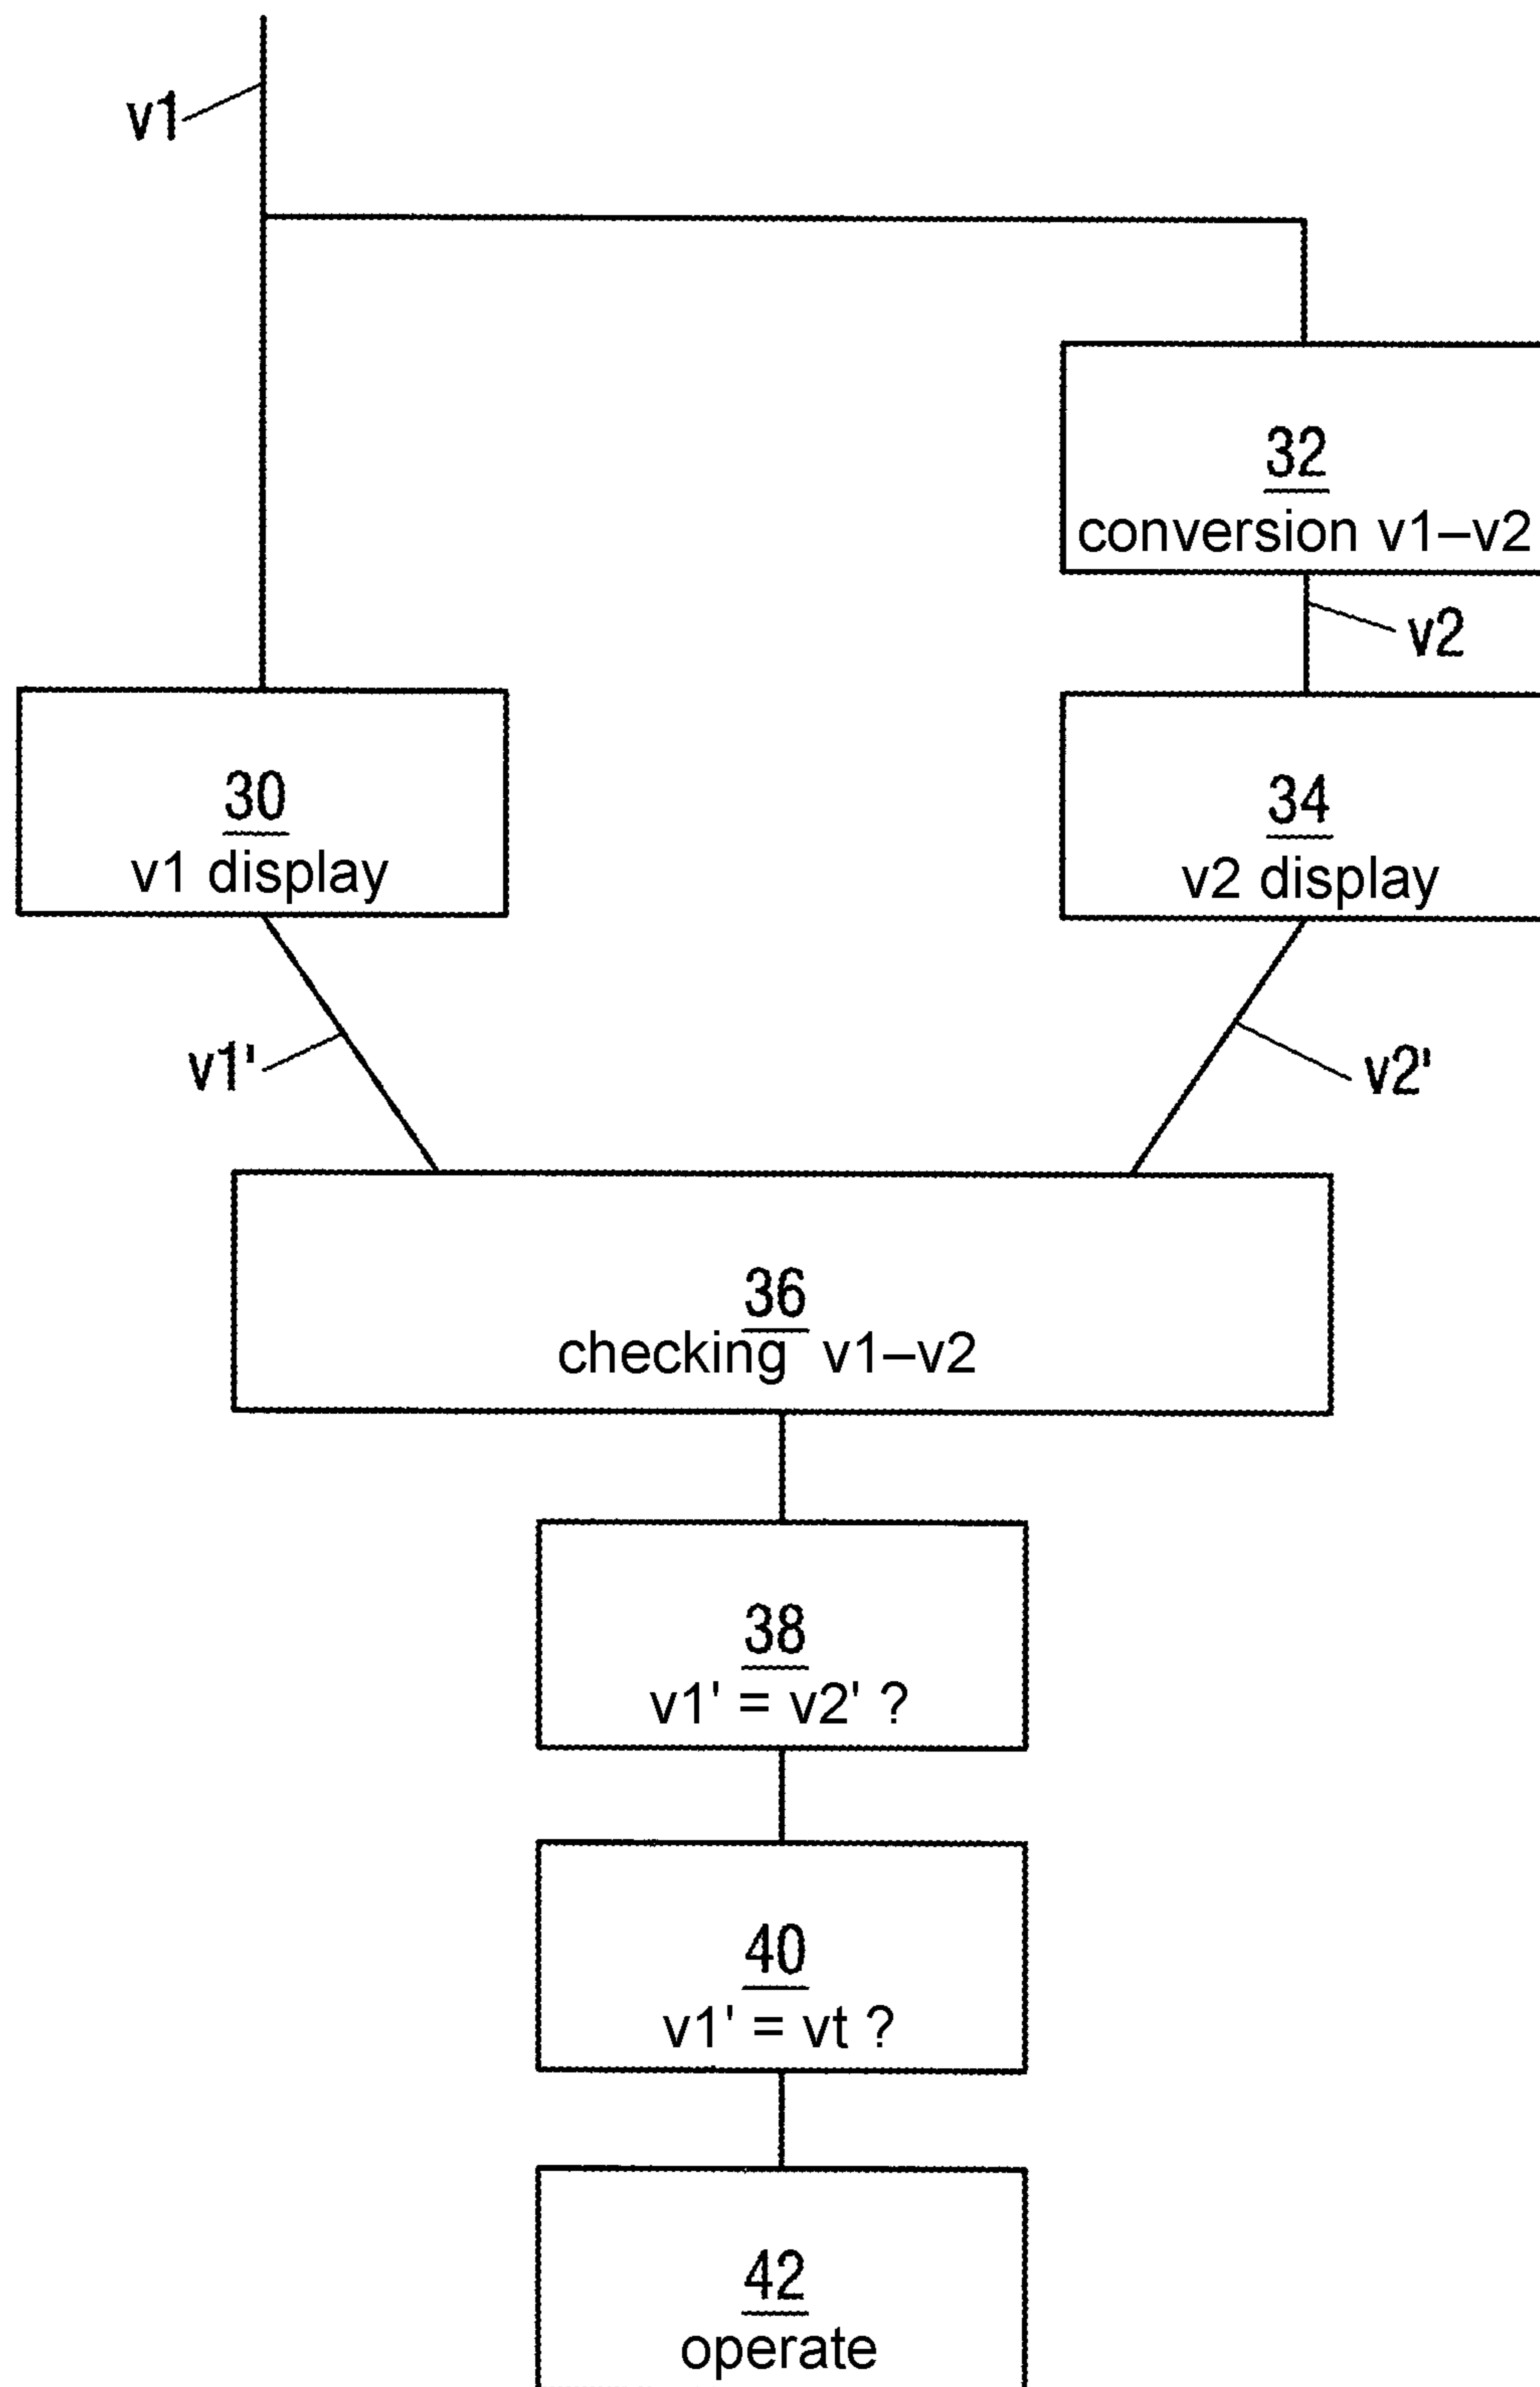 v1
32
conversion v1–v2
v2
30
v1 display
34
v2 display
v1'
v2'
36
checking v1–v2
38
v1' = v2' ?
40
v1' = vt ?
42
operate